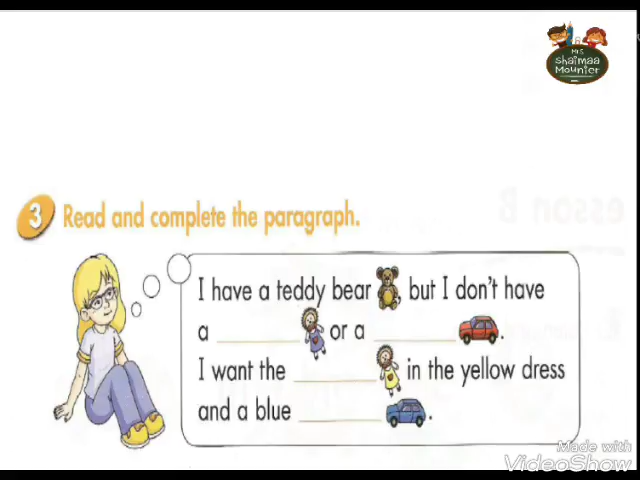 Mrs.
Shaimaa
Mounier
3 Read and complete the paragraph.
I have a teddy bear but I don't have
a ________ or a ________.
I want the ________ in the yellow dress
and a blue ________.
Made with
VideoShow